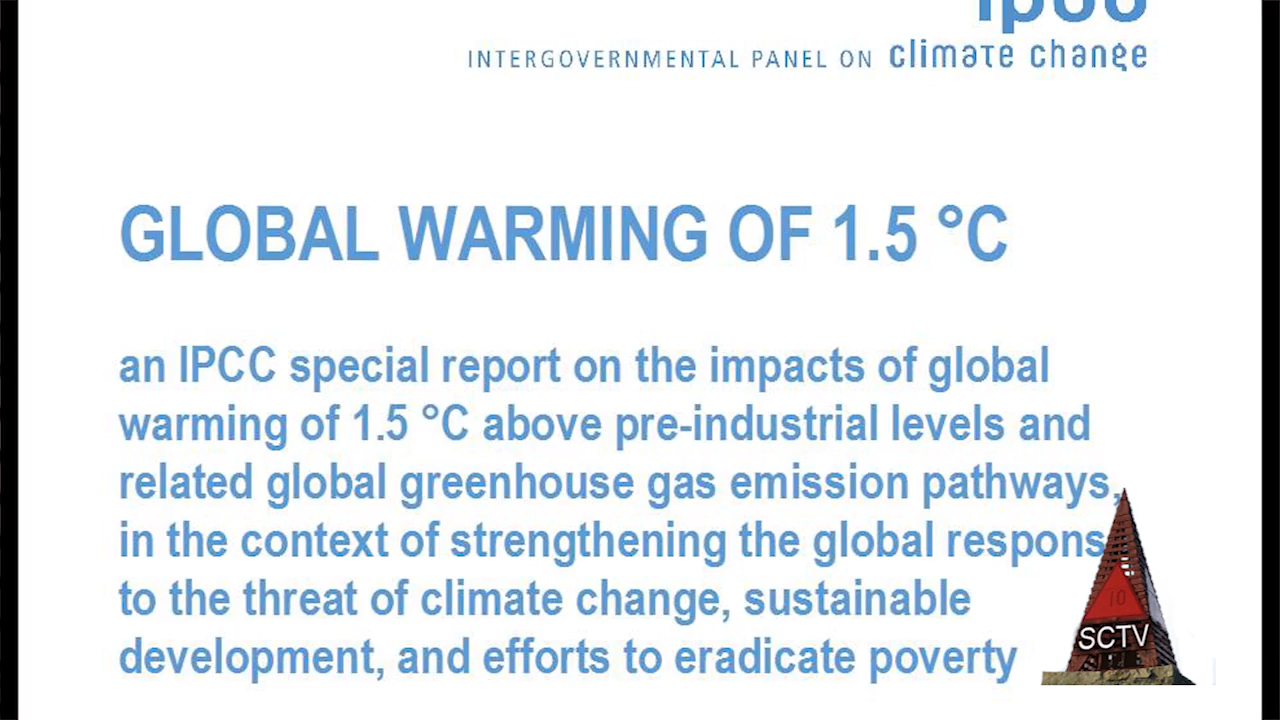 ipcc
INTERGOVERNMENTAL PANEL ON climate change
GLOBAL WARMING OF 1.5 °C
an IPCC special report on the impacts of global
warming of 1.5 °C above pre-industrial levels and
related global greenhouse gas emission pathways,
in the context of strengthening the global respons
to the threat of climate change, sustainable
development, and efforts to eradicate poverty
10
SCTV